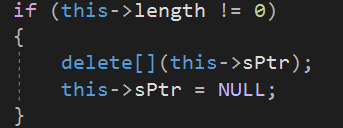 if (this->length != 0)
{
    delete[](this->sPtr);
    this->sPtr = NULL;
}